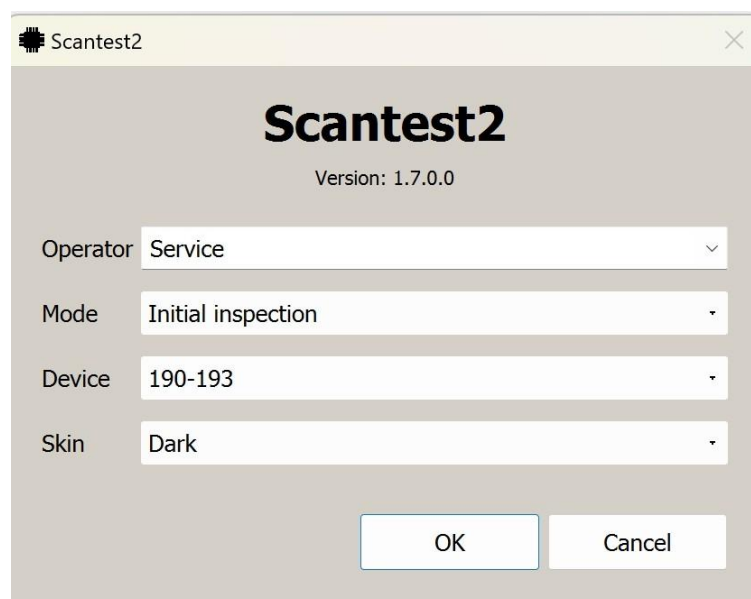 Scantest2
Scantest2
Version: 1.7.0.0
Operator Service
Mode Initial inspection
Device 190-193
Skin Dark
OK Cancel